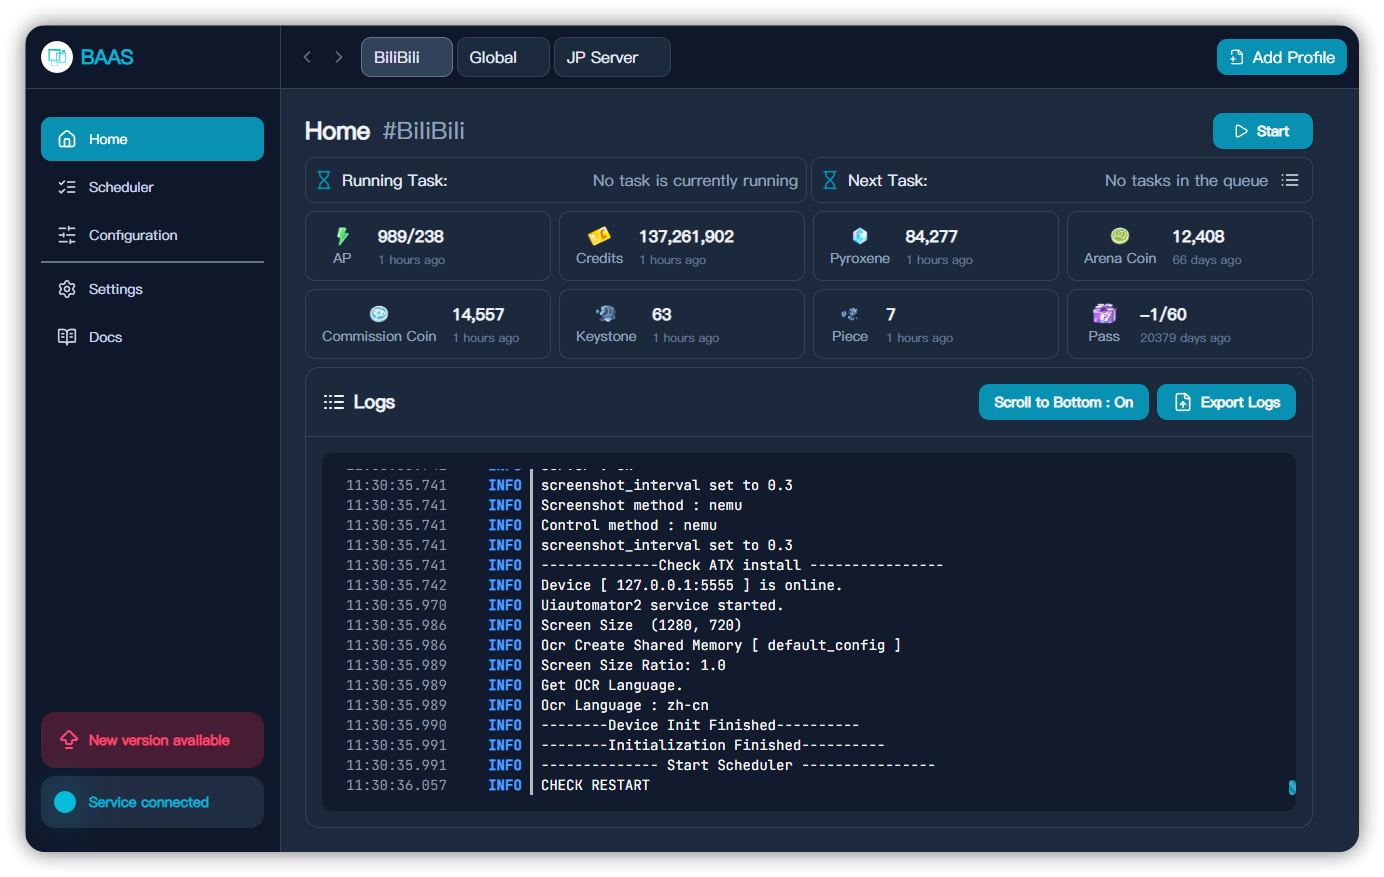 BAAS
BiliBili
Global
JP Server
Add Profile
Home
Scheduler
Configuration
Settings
Docs
New version available
Service connected
Home #BiliBili
Start
Running Task: No task is currently running
Next Task: No tasks in the queue
AP 989/238 1 hours ago
Credits 137,261,902 1 hours ago
Pyroxene 84,277 1 hours ago
Arena Coin 12,408 66 days ago
Commission Coin 14,557 1 hours ago
Keystone 63 1 hours ago
Piece 7 1 hours ago
Pass -1/60 20379 days ago
Logs
Scroll to Bottom : On
Export Logs
11:30:35.741 INFO screenshot_interval set to 0.3
11:30:35.741 INFO Screenshot method : nemu
11:30:35.741 INFO Control method : nemu
11:30:35.741 INFO screenshot_interval set to 0.3
11:30:35.741 INFO --------------Check ATX install ----------------
11:30:35.742 INFO Device [ 127.0.0.1:5555 ] is online.
11:30:35.970 INFO Uiautomator2 service started.
11:30:35.986 INFO Screen Size  (1280, 720)
11:30:35.986 INFO Ocr Create Shared Memory [ default_config ]
11:30:35.989 INFO Screen Size Ratio: 1.0
11:30:35.989 INFO Get OCR Language.
11:30:35.989 INFO Ocr Language : zh-cn
11:30:35.990 INFO --------Device Init Finished----------
11:30:35.991 INFO --------Initialization Finished----------
11:30:35.991 INFO -------------- Start Scheduler ----------------
11:30:36.057 INFO CHECK RESTART